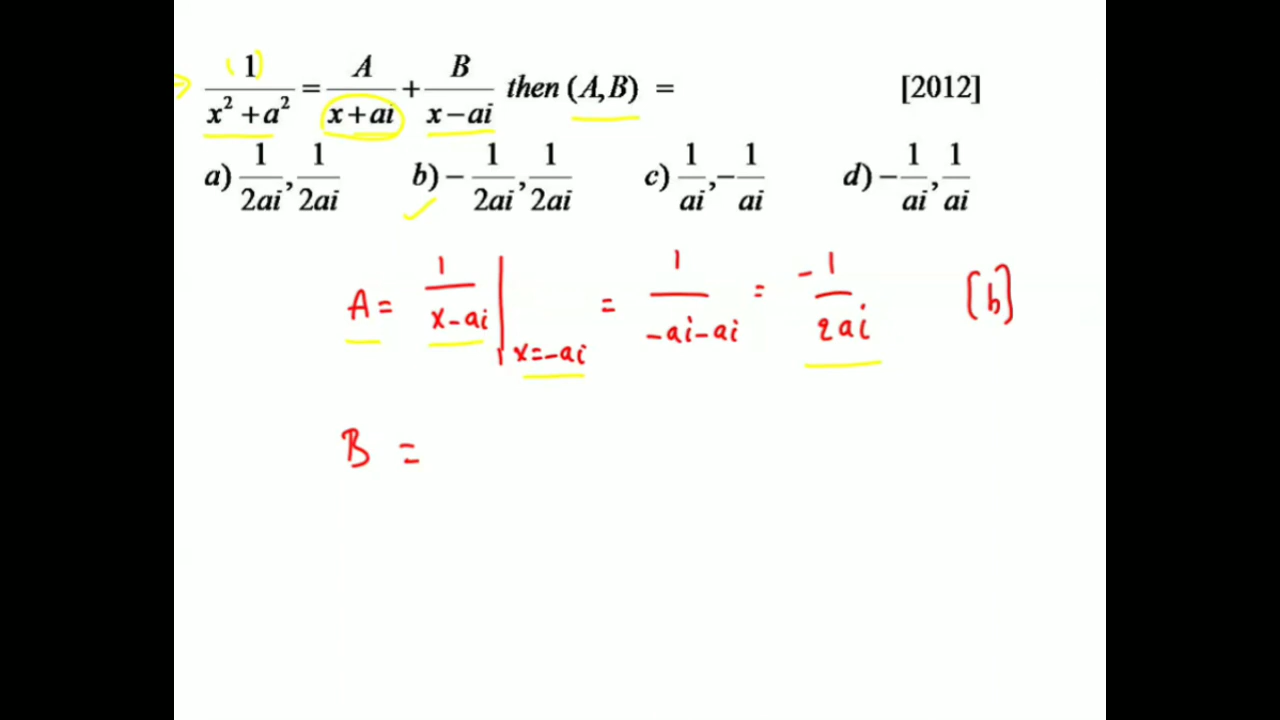 1/(x² + a²) = A/(x + ai) + B/(x − ai) then (A, B) = [2012]
a) 1/2ai, 1/2ai b) − 1/2ai, 1/2ai c) 1/ai, − 1/ai d) − 1/ai, 1/ai
A = 1/(x − ai) | x = −ai = 1/(−ai − ai) = −1/2ai [b]
B =